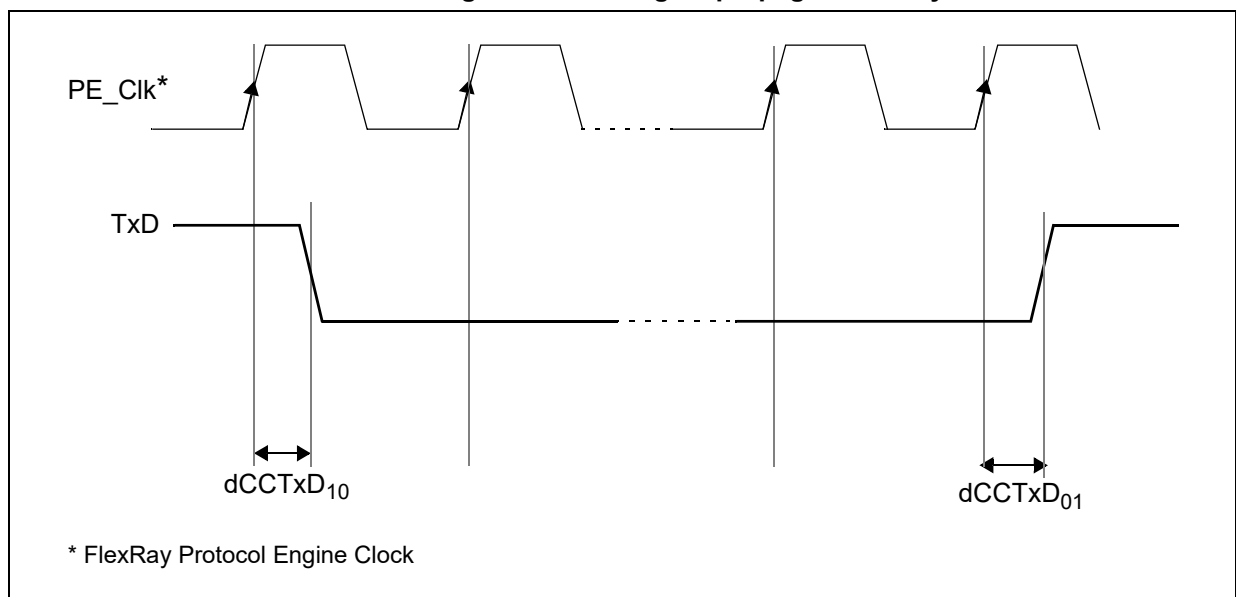 PE_Clk*
TxD
dCCTxD10
dCCTxD01
* FlexRay Protocol Engine Clock